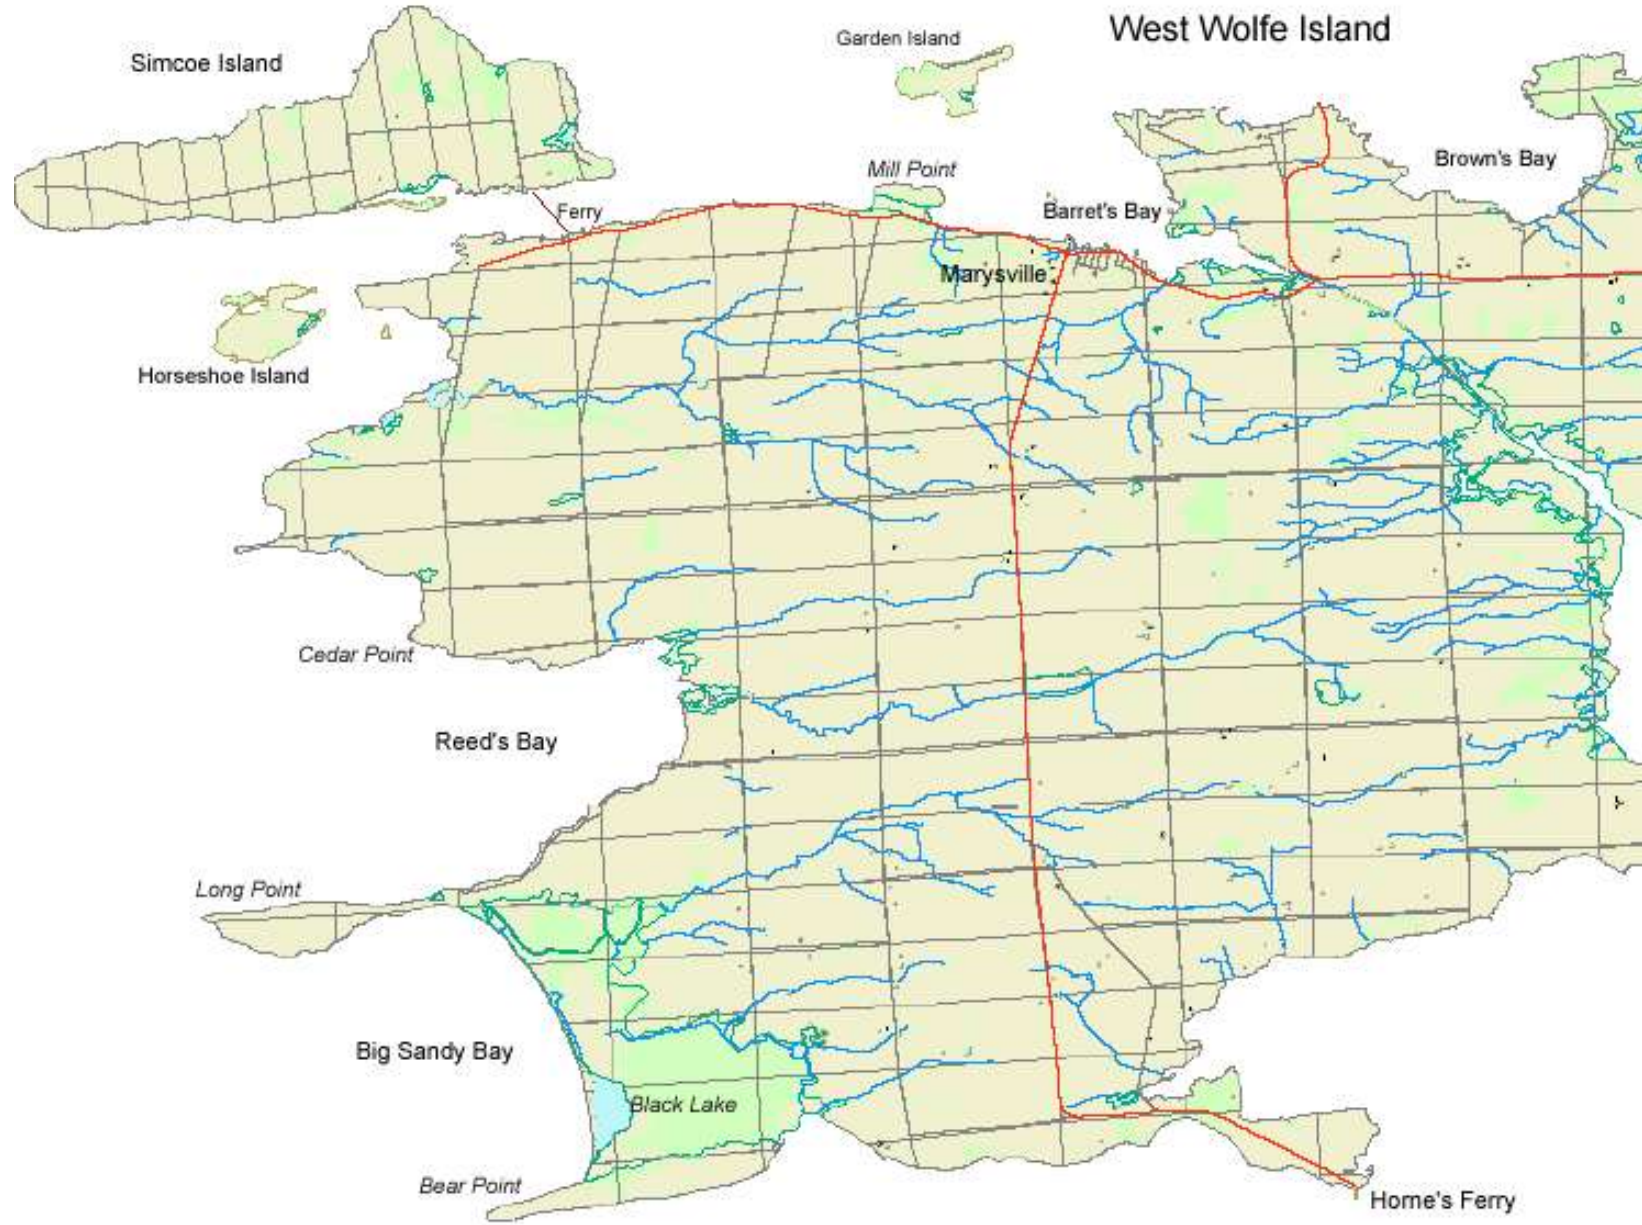 West Wolfe Island
Garden Island
Simcoe Island
Brown's Bay
Mill Point
Ferry
Barret's Bay
Marysville
Horseshoe Island
Cedar Point
Reed's Bay
Long Point
Big Sandy Bay
Black Lake
Bear Point
Horne's Ferry